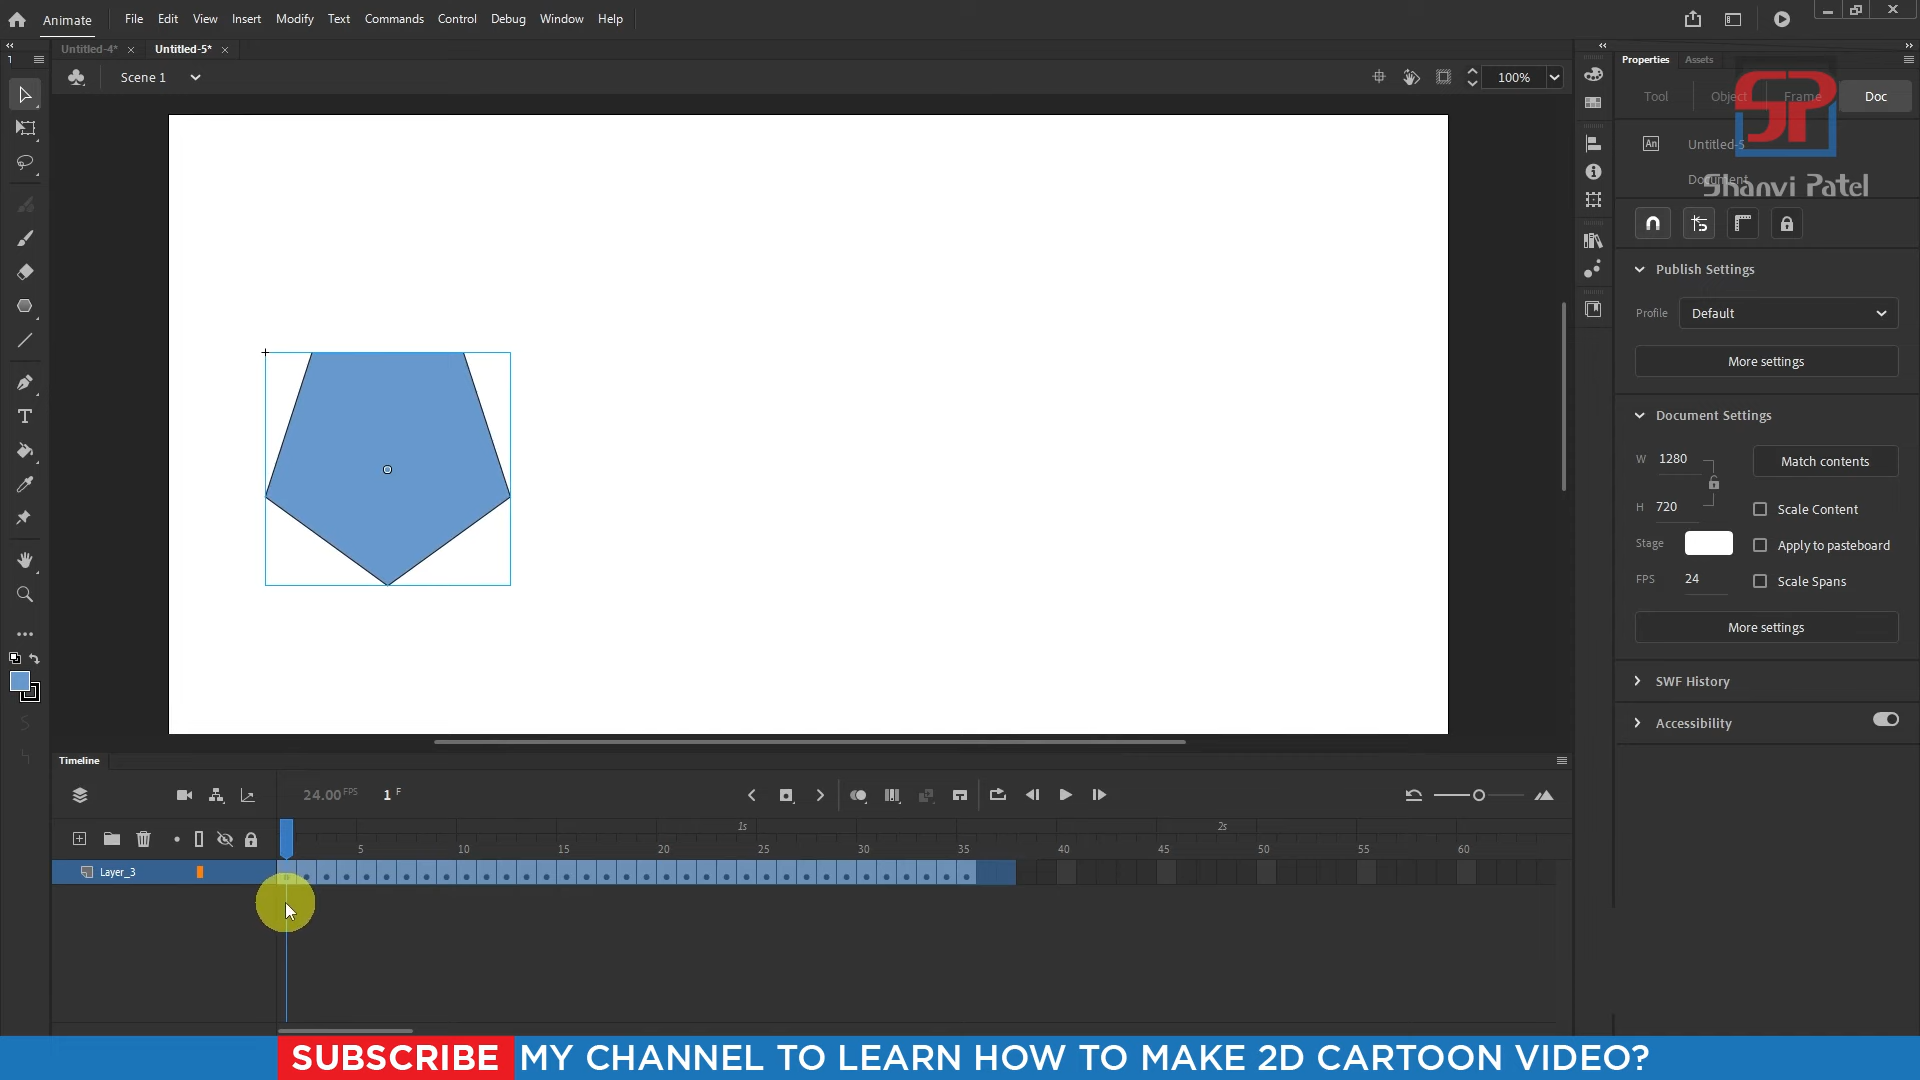 Animate File Edit View Insert Modify Text Commands Control Debug Window Help
Untitled-4* × Untitled-5* ×
Scene 1
100%
Properties Assets
Tool Object Frame Doc
SP
An Untitled-5
Document
Shanvi Patel
Publish Settings
Profile Default
More settings
Document Settings
W 1280
Match contents
H 720
Scale Content
Stage
Apply to pasteboard
FPS 24
Scale Spans
More settings
SWF History
Accessibility
Timeline
24.00 FPS 1 F
1s 2s
5 10 15 20 25 30 35 40 45 50 55 60
Layer_3
SUBSCRIBE MY CHANNEL TO LEARN HOW TO MAKE 2D CARTOON VIDEO?